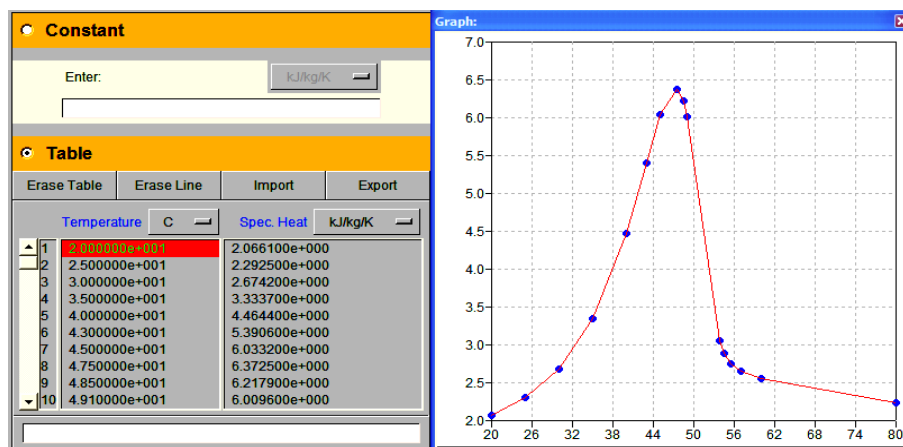 Constant
Enter: kJ/kg/K
Table
Erase Table Erase Line Import Export
Temperature C Spec. Heat kJ/kg/K
1 2.000000e+001 2.066100e+000
2 2.500000e+001 2.292500e+000
3 3.000000e+001 2.674200e+000
4 3.500000e+001 3.333700e+000
5 4.000000e+001 4.464400e+000
6 4.300000e+001 5.390600e+000
7 4.500000e+001 6.033200e+000
8 4.750000e+001 6.372500e+000
9 4.850000e+001 6.217900e+000
10 4.910000e+001 6.009600e+000
Graph:
7.0
6.5
6.0
5.5
5.0
4.5
4.0
3.5
3.0
2.5
2.0
20 26 32 38 44 50 56 62 68 74 80